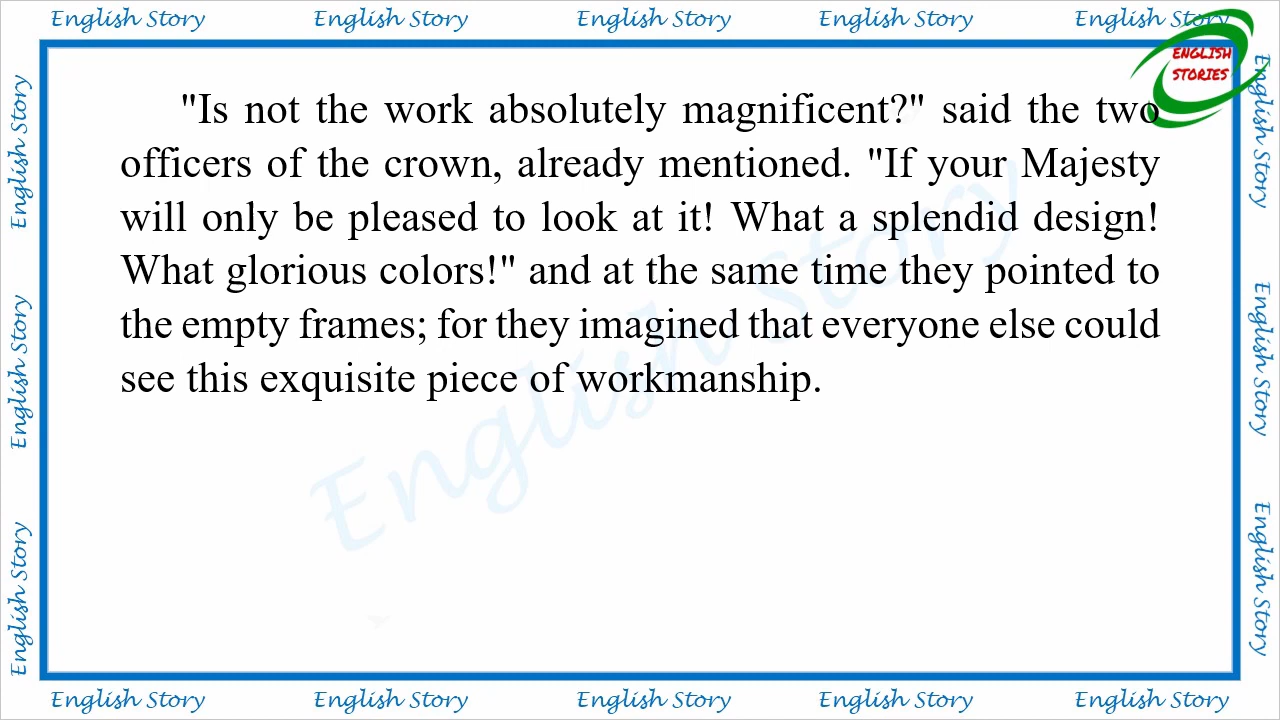 English Story English Story English Story English Story English Story
ENGLISH
STORIES
"Is not the work absolutely magnificent?" said the two
officers of the crown, already mentioned. "If your Majesty
will only be pleased to look at it! What a splendid design!
What glorious colors!" and at the same time they pointed to
the empty frames; for they imagined that everyone else could
see this exquisite piece of workmanship.
English Story
English Story
English Story
English Story
English Story
English Story
English Story
English Story English Story English Story English Story English Story